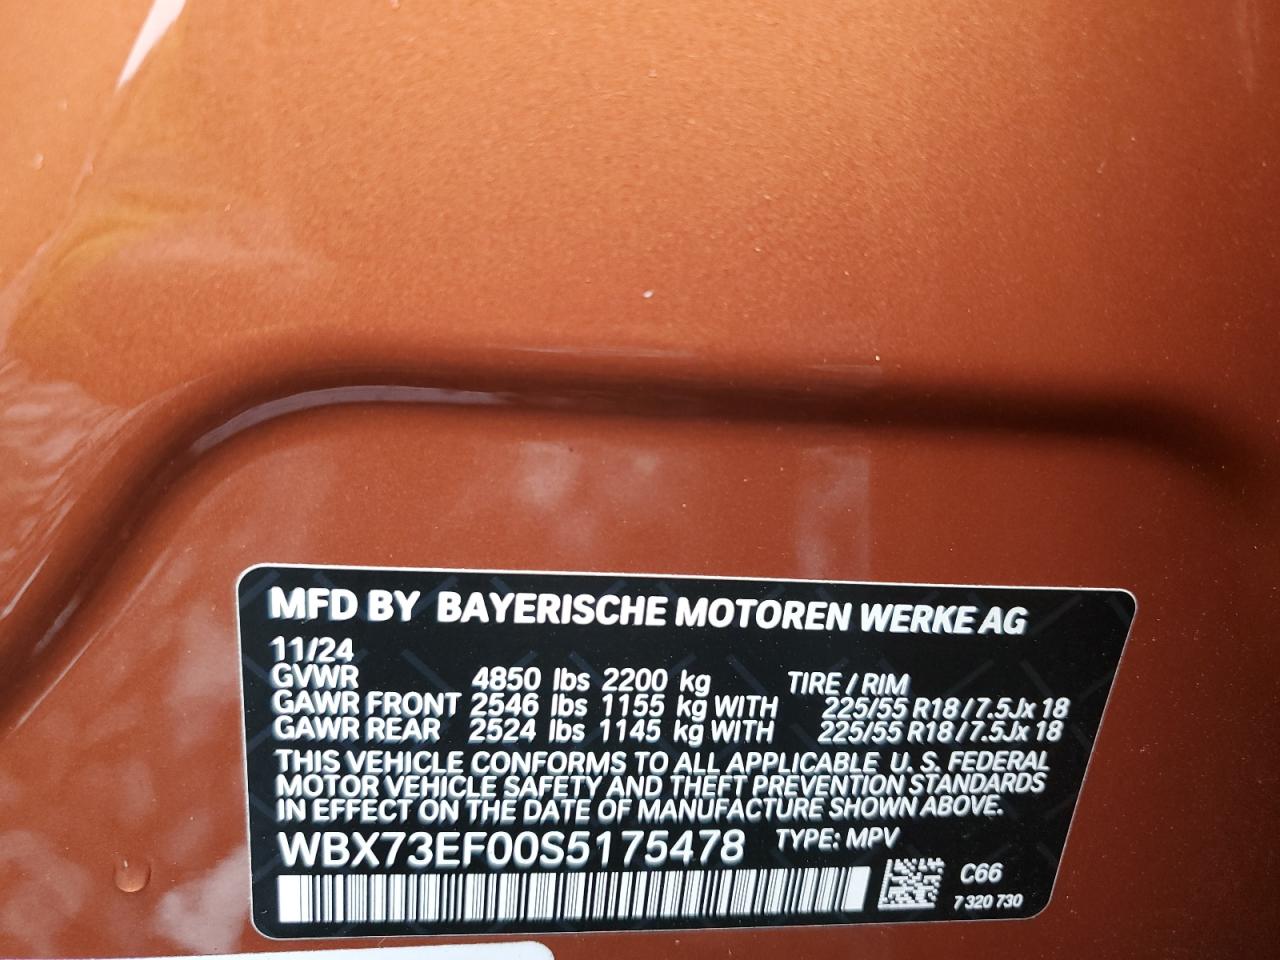 MFD BY BAYERISCHE MOTOREN WERKE AG
11/24
GVWR 4850 lbs 2200 kg TIRE / RIM
GAWR FRONT 2546 lbs 1155 kg WITH 225/55 R18 / 7.5Jx 18
GAWR REAR 2524 lbs 1145 kg WITH 225/55 R18 / 7.5Jx 18
THIS VEHICLE CONFORMS TO ALL APPLICABLE U. S. FEDERAL
MOTOR VEHICLE SAFETY AND THEFT PREVENTION STANDARDS
IN EFFECT ON THE DATE OF MANUFACTURE SHOWN ABOVE.
WBX73EF00S5175478 TYPE: MPV
C66
7 320 730